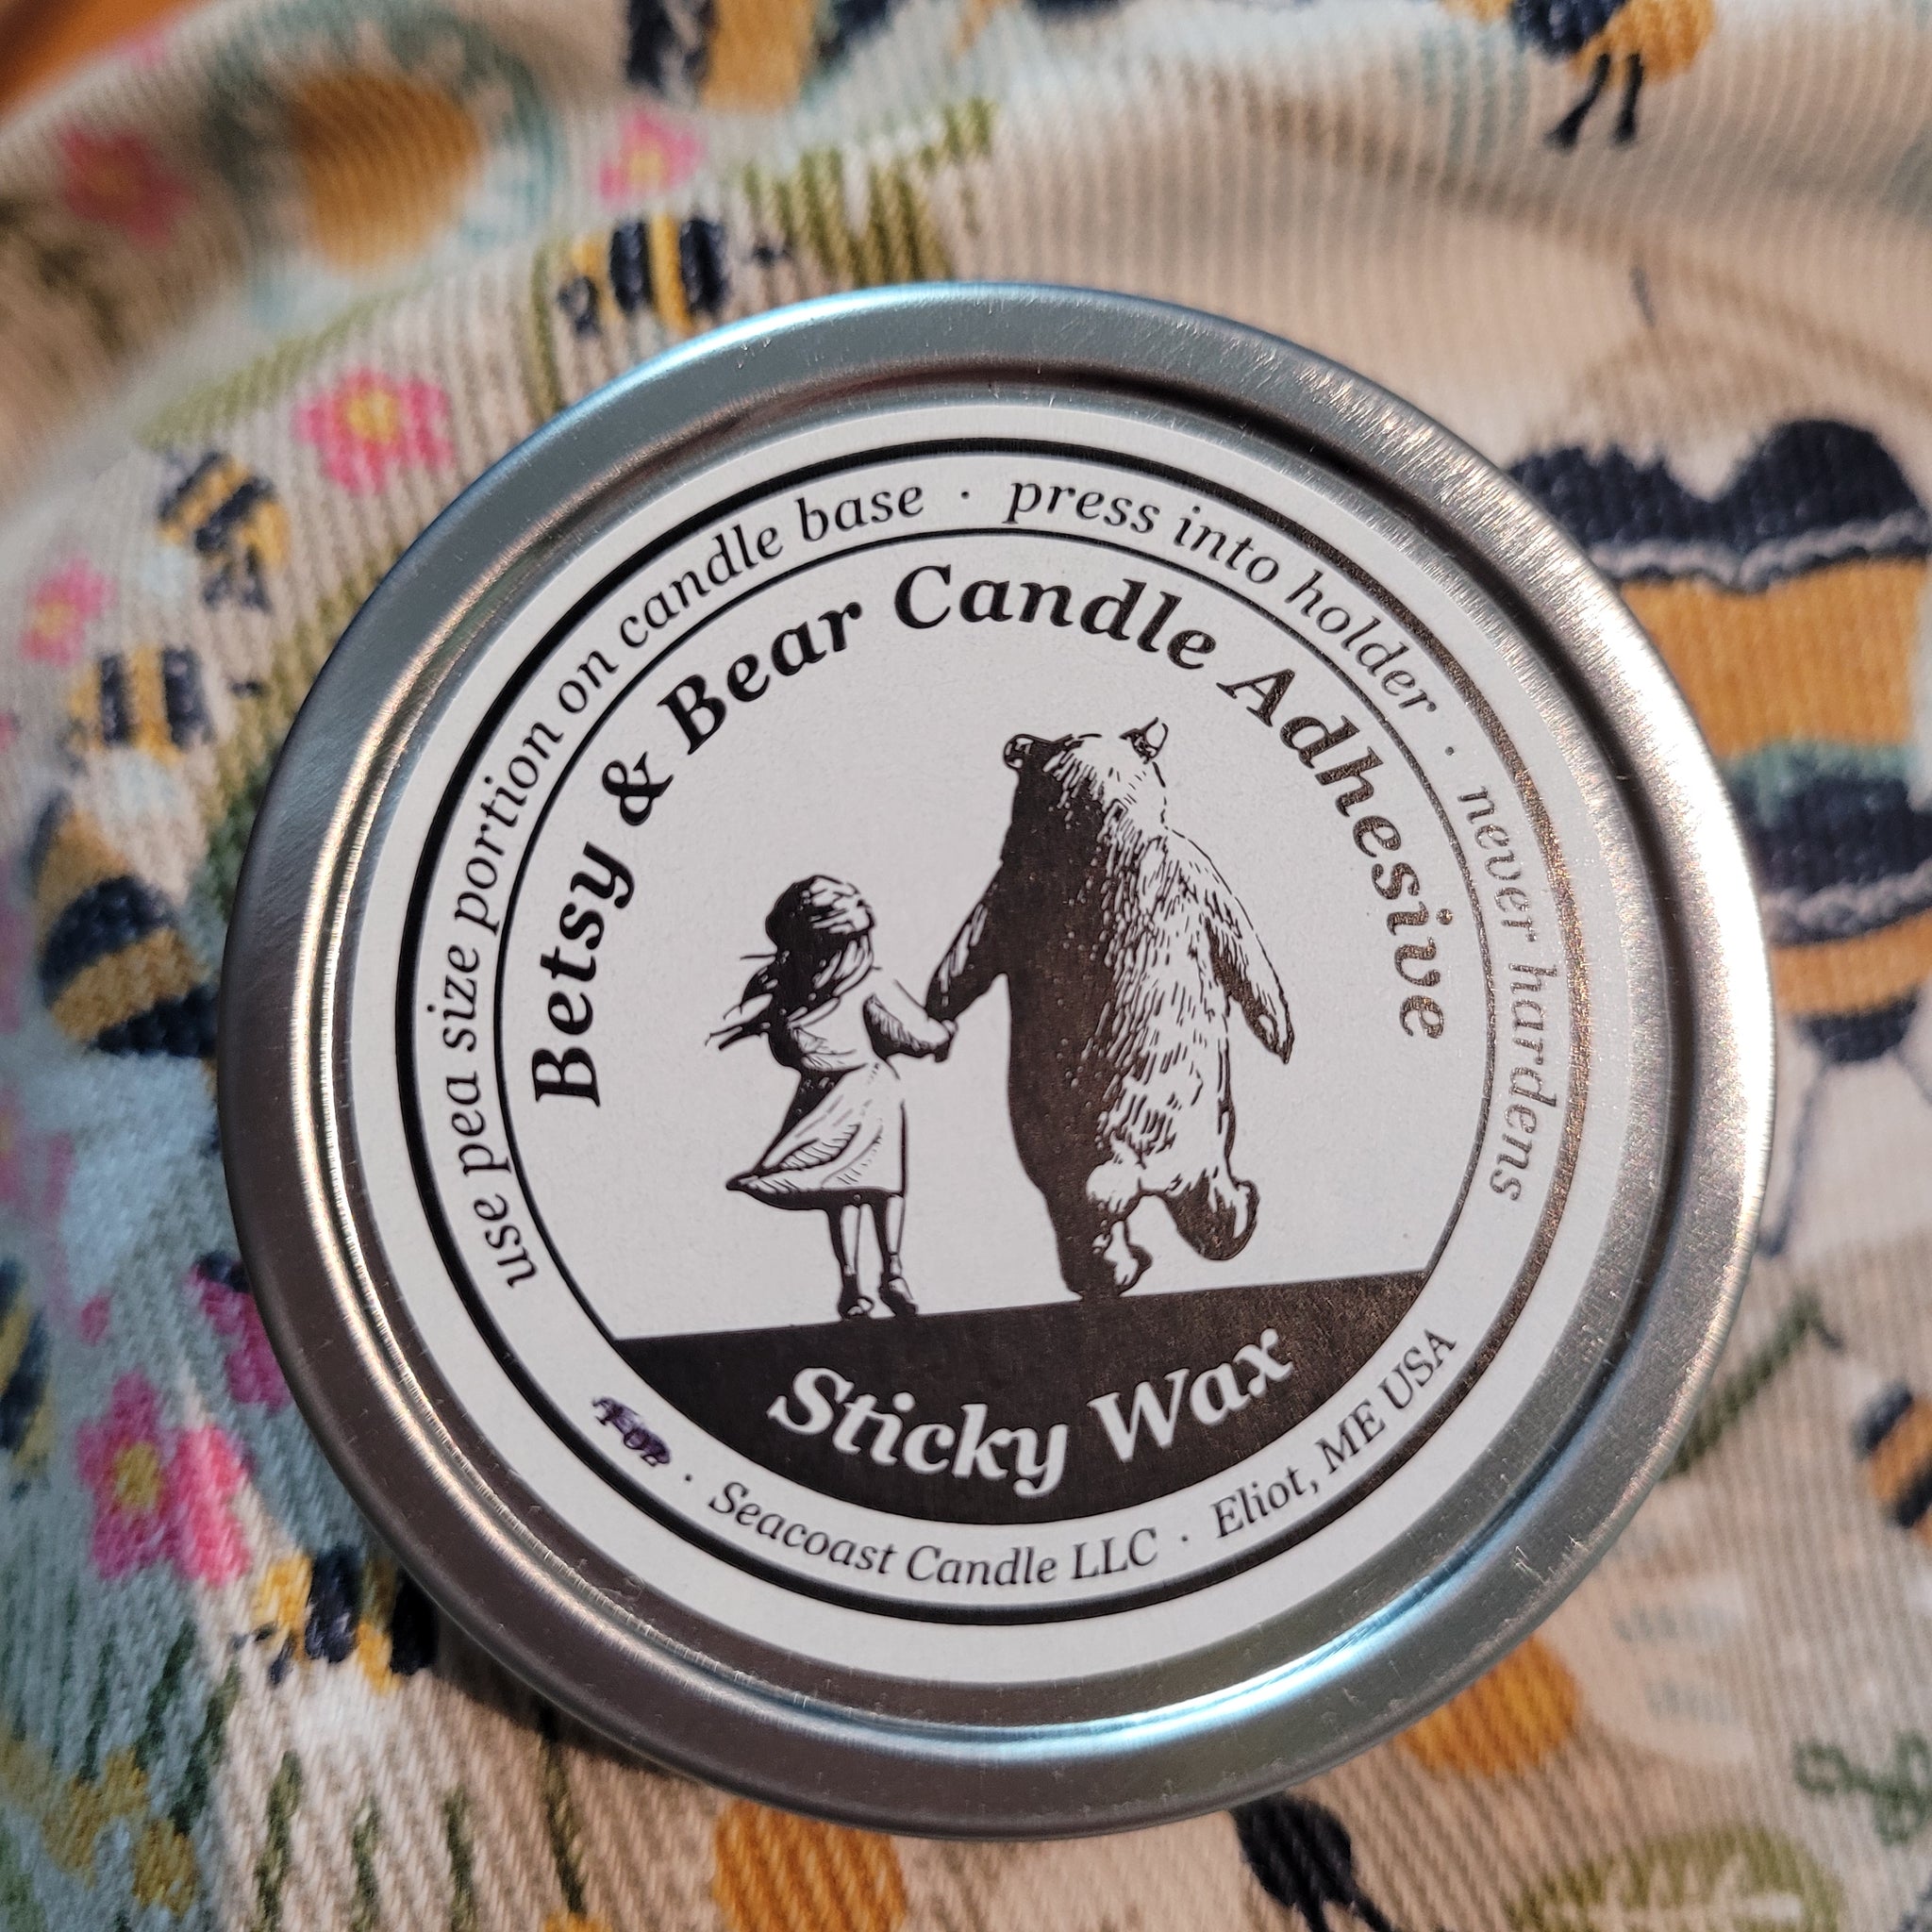 use pea size portion on candle base · press into holder · never hardens
Betsy & Bear Candle Adhesive
Sticky Wax
· Seacoast Candle LLC · Eliot, ME USA